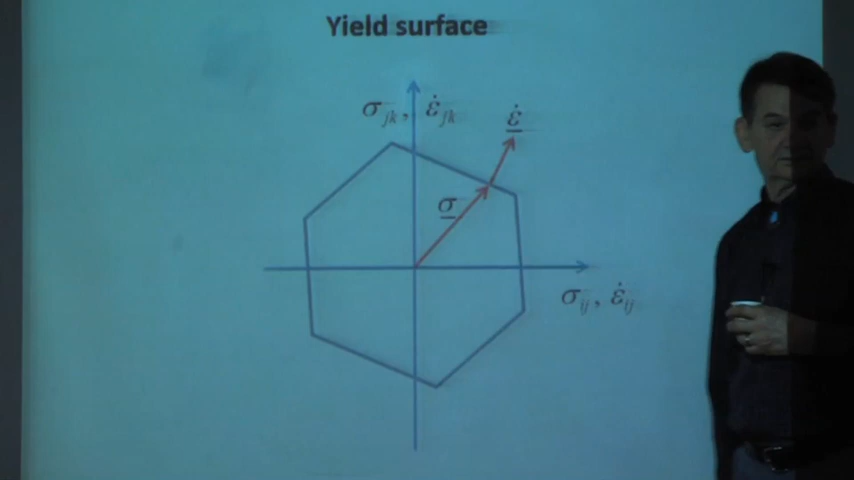 Yield surface
σ_jk, ε̇_jk
ε̇
σ
σ_ij, ε̇_ij